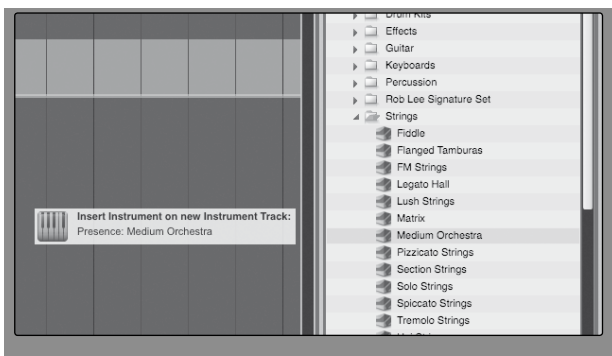 Drum Kits
Effects
Guitar
Keyboards
Percussion
Rob Lee Signature Set
Strings
Fiddle
Flanged Tamburas
FM Strings
Legato Hall
Lush Strings
Matrix
Medium Orchestra
Pizzicato Strings
Section Strings
Solo Strings
Spiccato Strings
Tremolo Strings
Insert Instrument on new Instrument Track:
Presence: Medium Orchestra